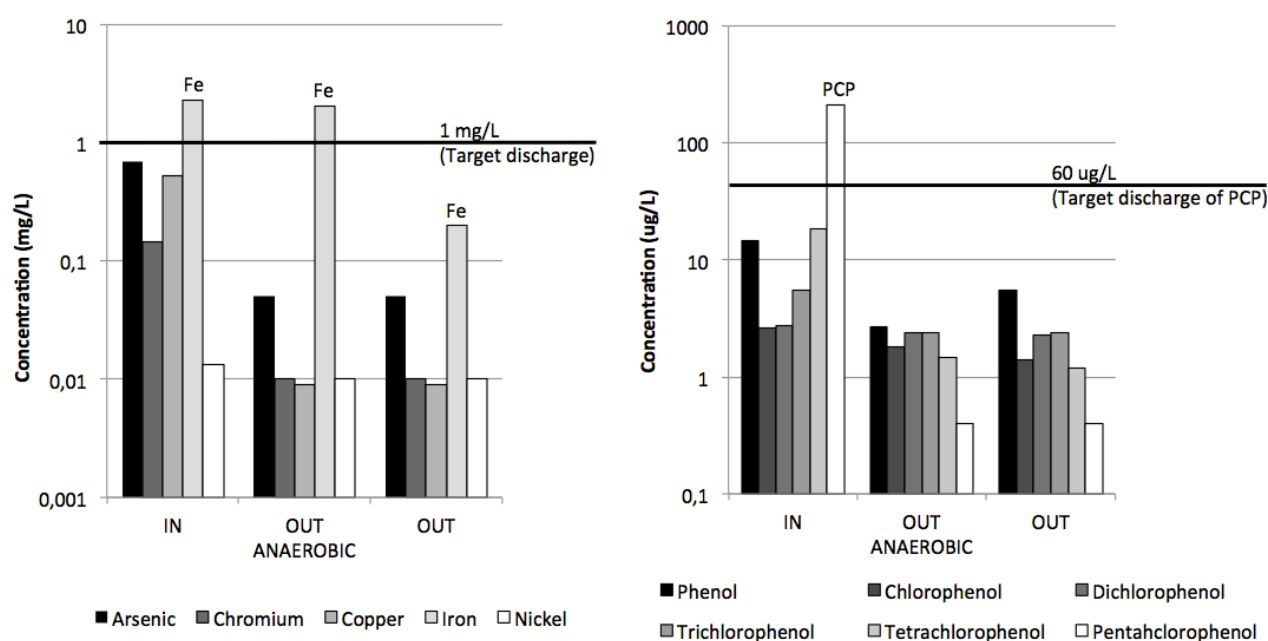 10
1
0,1
0,01
0,001
Concentration (mg/L)
Fe
Fe
Fe
1 mg/L
(Target discharge)
IN
OUT
OUT
ANAEROBIC
Arsenic
Chromium
Copper
Iron
Nickel
1000
100
10
1
0,1
Concentration (ug/L)
PCP
60 ug/L
(Target discharge of PCP)
IN
OUT
OUT
ANAEROBIC
Phenol
Chlorophenol
Dichlorophenol
Trichlorophenol
Tetrachlorophenol
Pentahclorophenol